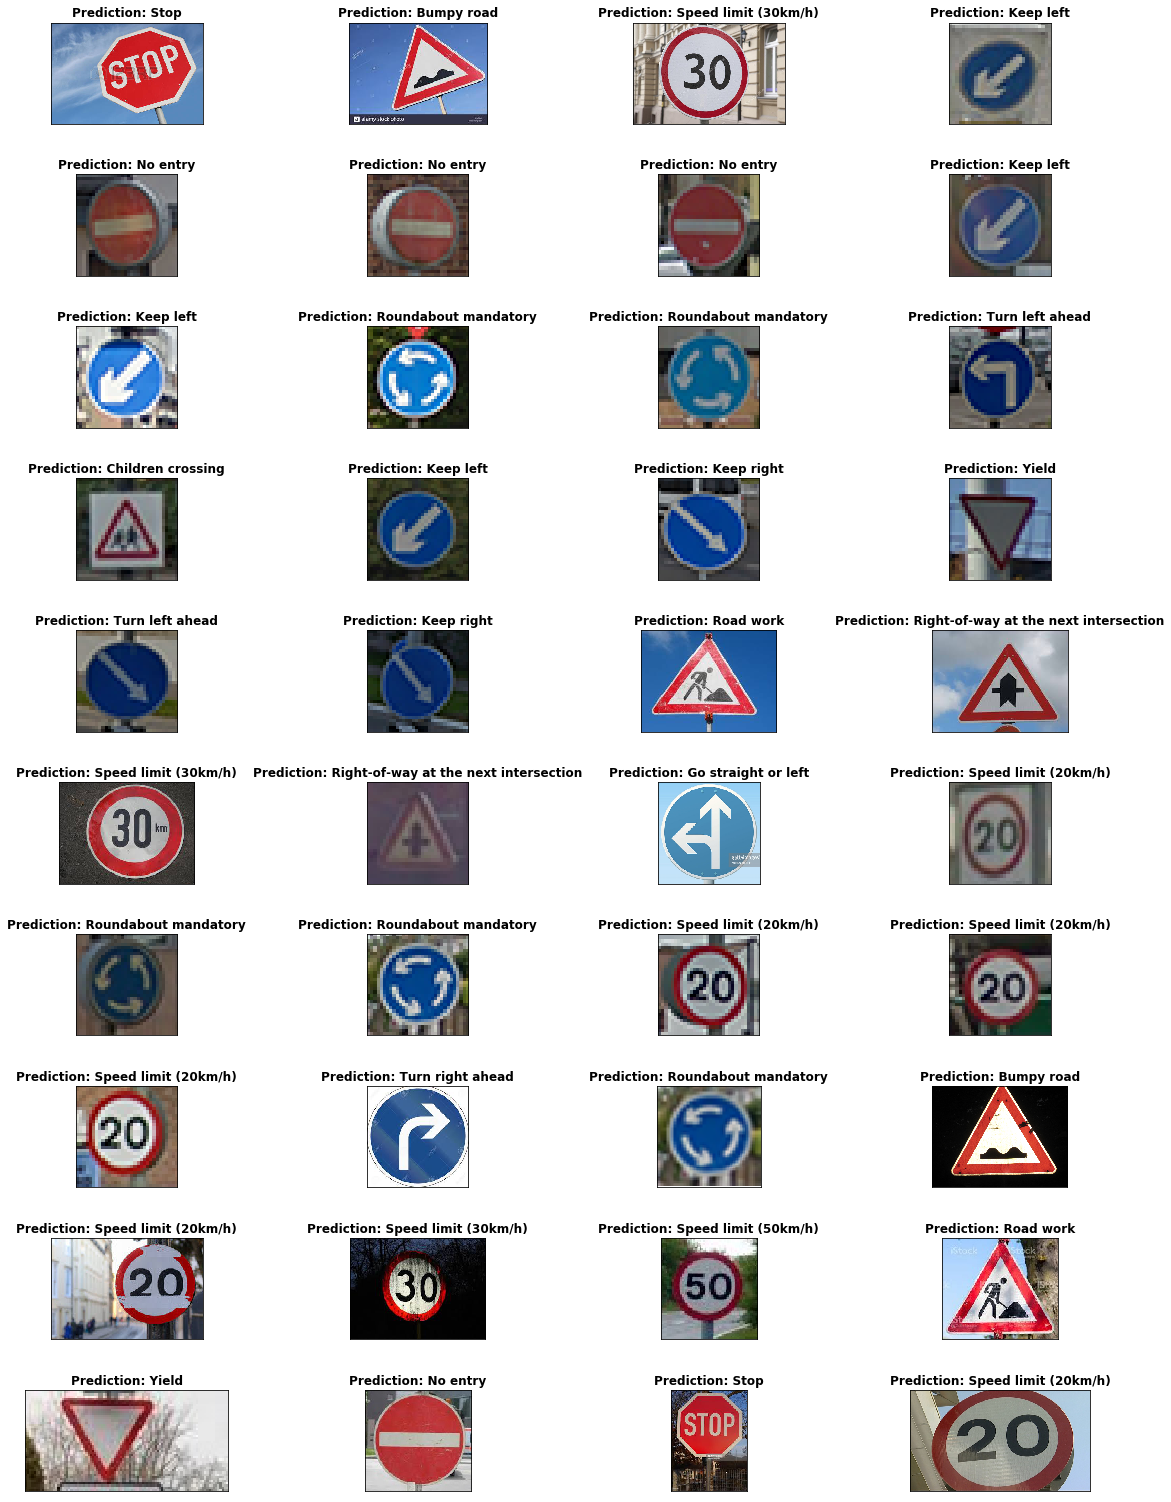 Prediction: Stop
Prediction: Bumpy road
Prediction: Speed limit (30km/h)
Prediction: Keep left
STOP
alamy stock photo
30
Prediction: No entry
Prediction: No entry
Prediction: No entry
Prediction: Keep left
Prediction: Keep left
Prediction: Roundabout mandatory
Prediction: Roundabout mandatory
Prediction: Turn left ahead
Prediction: Children crossing
Prediction: Keep left
Prediction: Keep right
Prediction: Yield
Prediction: Turn left ahead
Prediction: Keep right
Prediction: Road work
Prediction: Right-of-way at the next intersection
Prediction: Speed limit (30km/h)
Prediction: Right-of-way at the next intersection
Prediction: Go straight or left
Prediction: Speed limit (20km/h)
30 km
20
Prediction: Roundabout mandatory
Prediction: Roundabout mandatory
Prediction: Speed limit (20km/h)
Prediction: Speed limit (20km/h)
20
20
Prediction: Speed limit (20km/h)
Prediction: Turn right ahead
Prediction: Roundabout mandatory
Prediction: Bumpy road
20
Prediction: Speed limit (20km/h)
Prediction: Speed limit (30km/h)
Prediction: Speed limit (50km/h)
Prediction: Road work
20
30
50
iStock
Prediction: Yield
Prediction: No entry
Prediction: Stop
Prediction: Speed limit (20km/h)
STOP
20